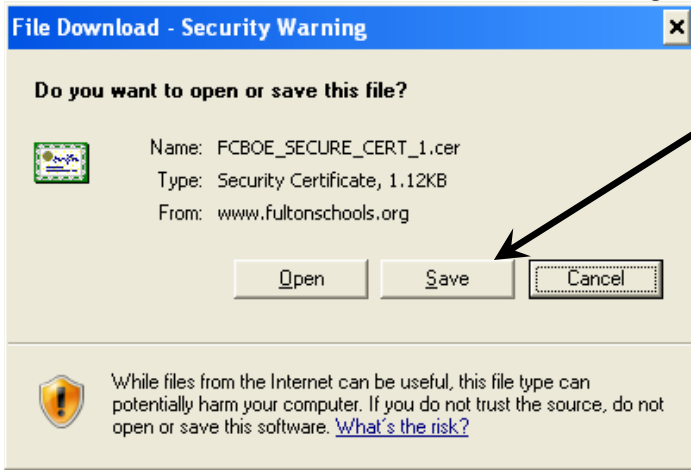 File Download - Security Warning
Do you want to open or save this file?
Name: FCBOE_SECURE_CERT_1.cer
Type: Security Certificate, 1.12KB
From: www.fultonschools.org
Open Save Cancel
While files from the Internet can be useful, this file type can
potentially harm your computer. If you do not trust the source, do not
open or save this software. What's the risk?